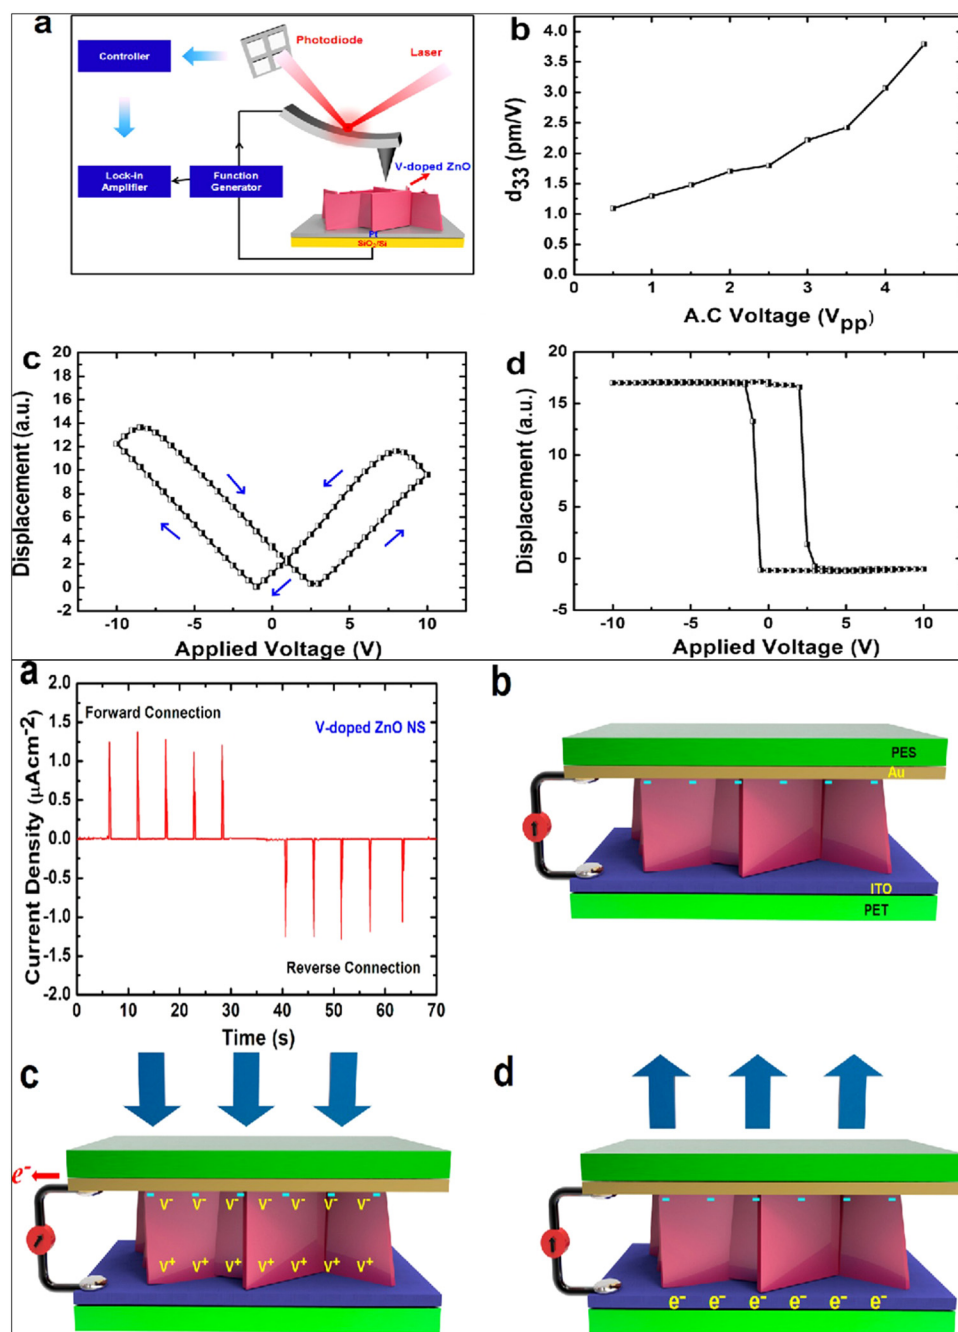 a
Photodiode
Laser
Controller
Lock-in
Amplifier
Function
Generator
V-doped ZnO
Pt
SiO2/Si
b
d33 (pm/V)
4.0
3.5
3.0
2.5
2.0
1.5
1.0
0.5
0.0
0 1 2 3 4
A.C Voltage (Vpp)
c
Displacement (a.u.)
20
18
16
14
12
10
8
6
4
2
0
-2
-10 -5 0 5 10
Applied Voltage (V)
d
Displacement (a.u.)
20
15
10
5
0
-5
-10 -5 0 5 10
Applied Voltage (V)
a
Current Density (μAcm-2)
2.0
1.5
1.0
0.5
0.0
-0.5
-1.0
-1.5
-2.0
Forward Connection
V-doped ZnO NS
Reverse Connection
0 10 20 30 40 50 60 70
Time (s)
b
PES
Au
ITO
PET
c
e-
V- V- V- V- V- V- V-
V+ V+ V+ V+ V+ V+ V+
d
e- e- e- e- e- e-